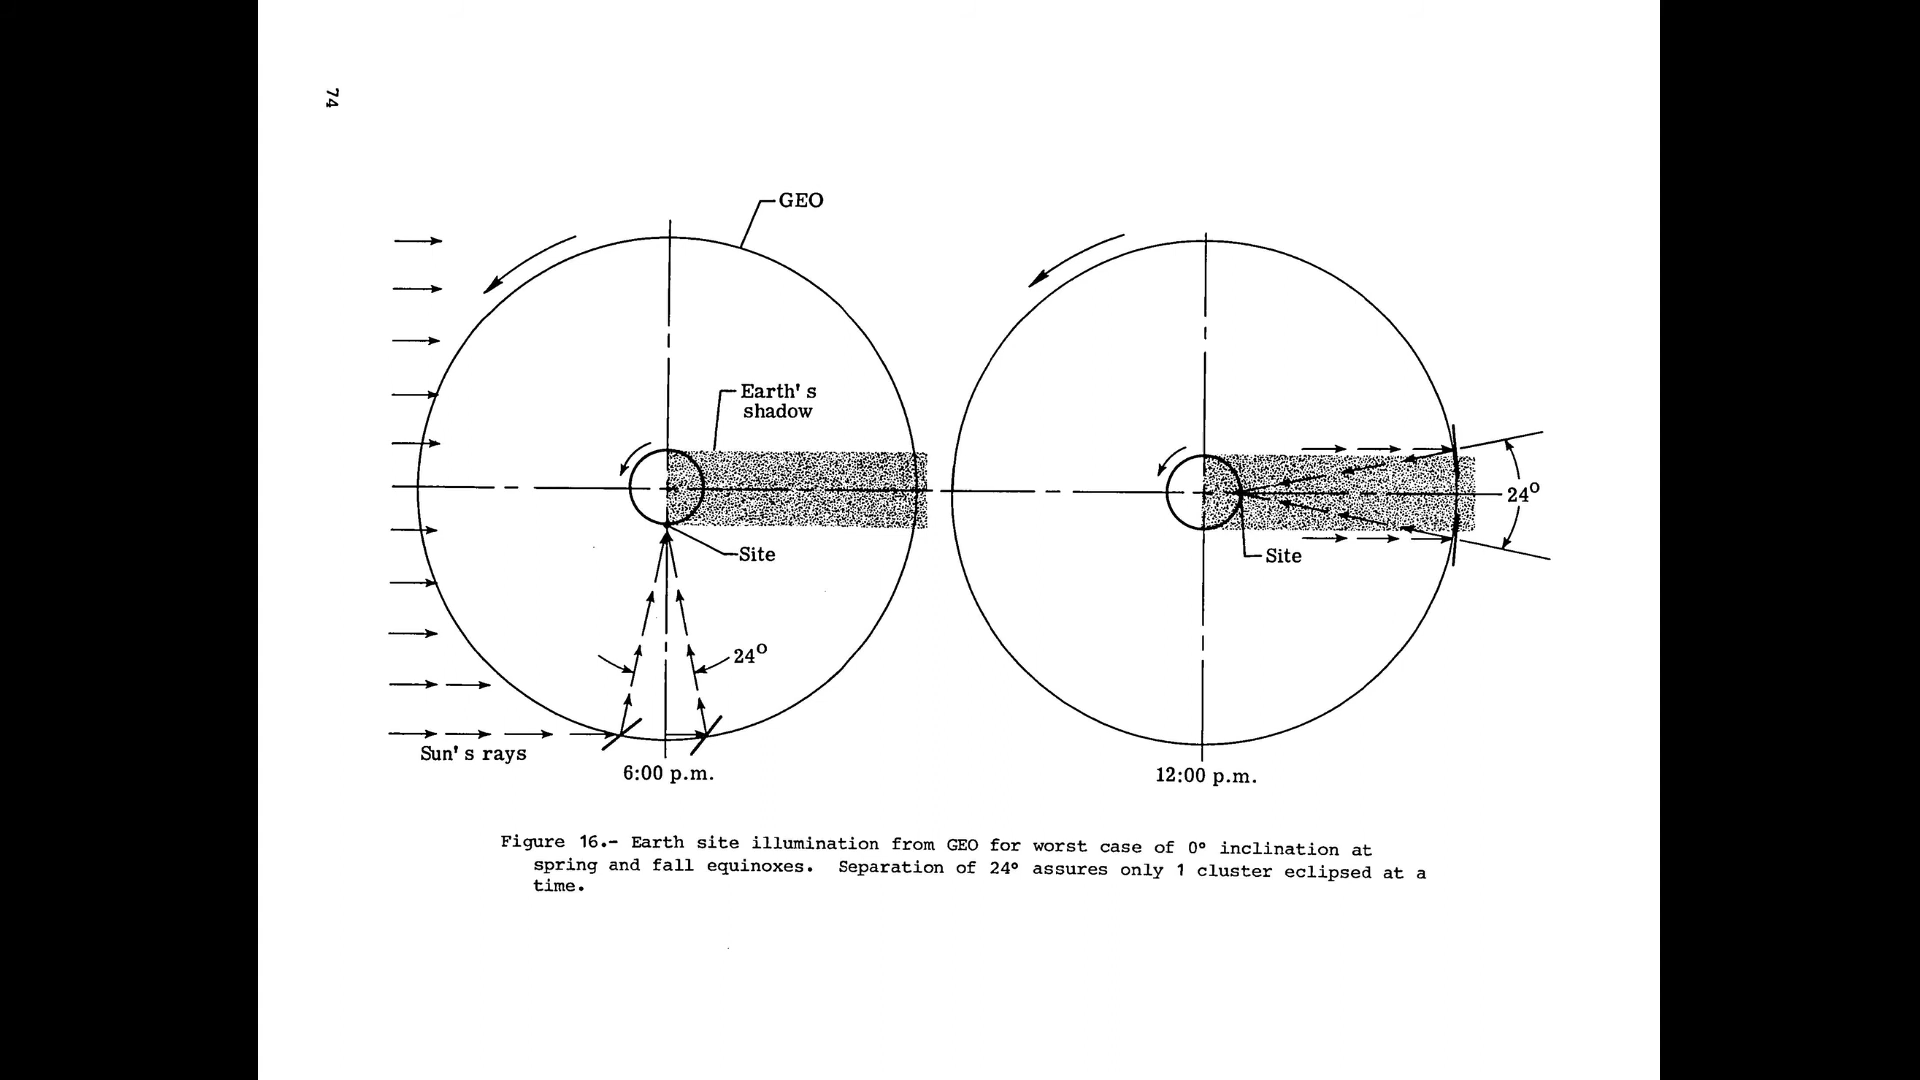 74
GEO
Earth's
shadow
Site
24°
Sun's rays
6:00 p.m.
24°
Site
12:00 p.m.
Figure 16.- Earth site illumination from GEO for worst case of 0° inclination at
spring and fall equinoxes. Separation of 24° assures only 1 cluster eclipsed at a
time.